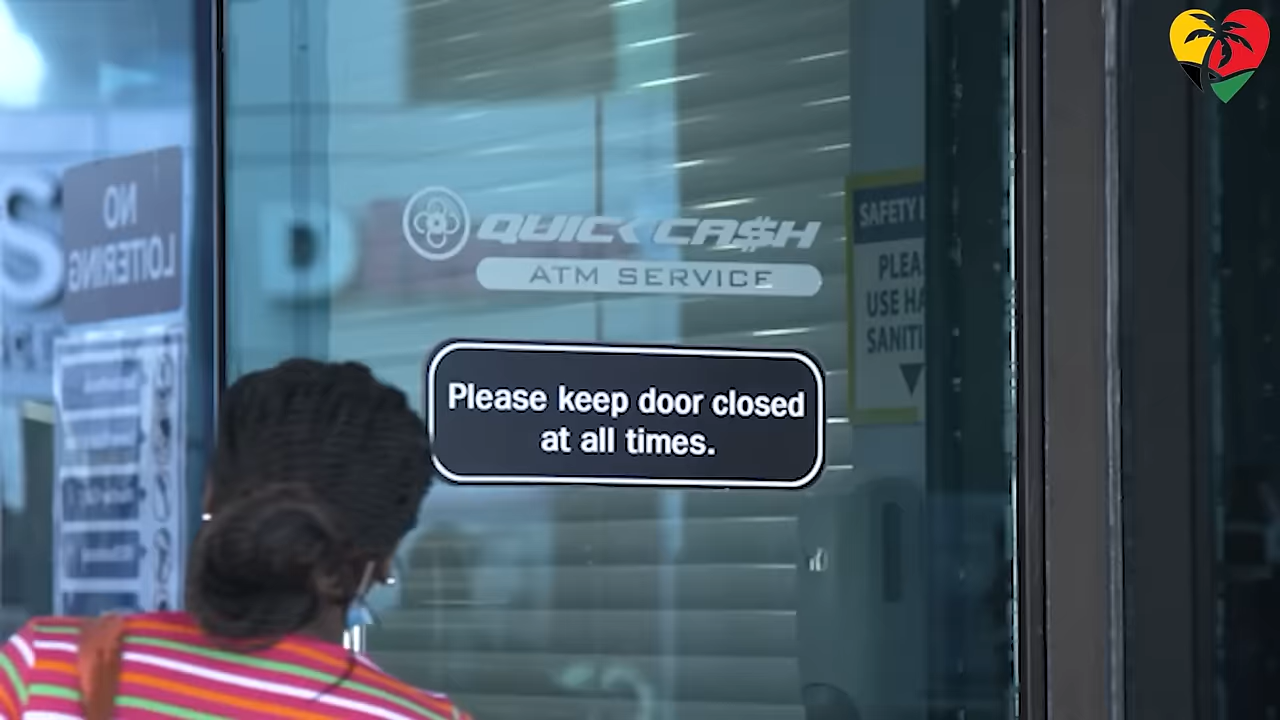 NO
LOITERING
QUICK CA$H
ATM SERVICE
Please keep door closed
at all times.
SAFETY
PLEA
USE HA
SANITI
S
D